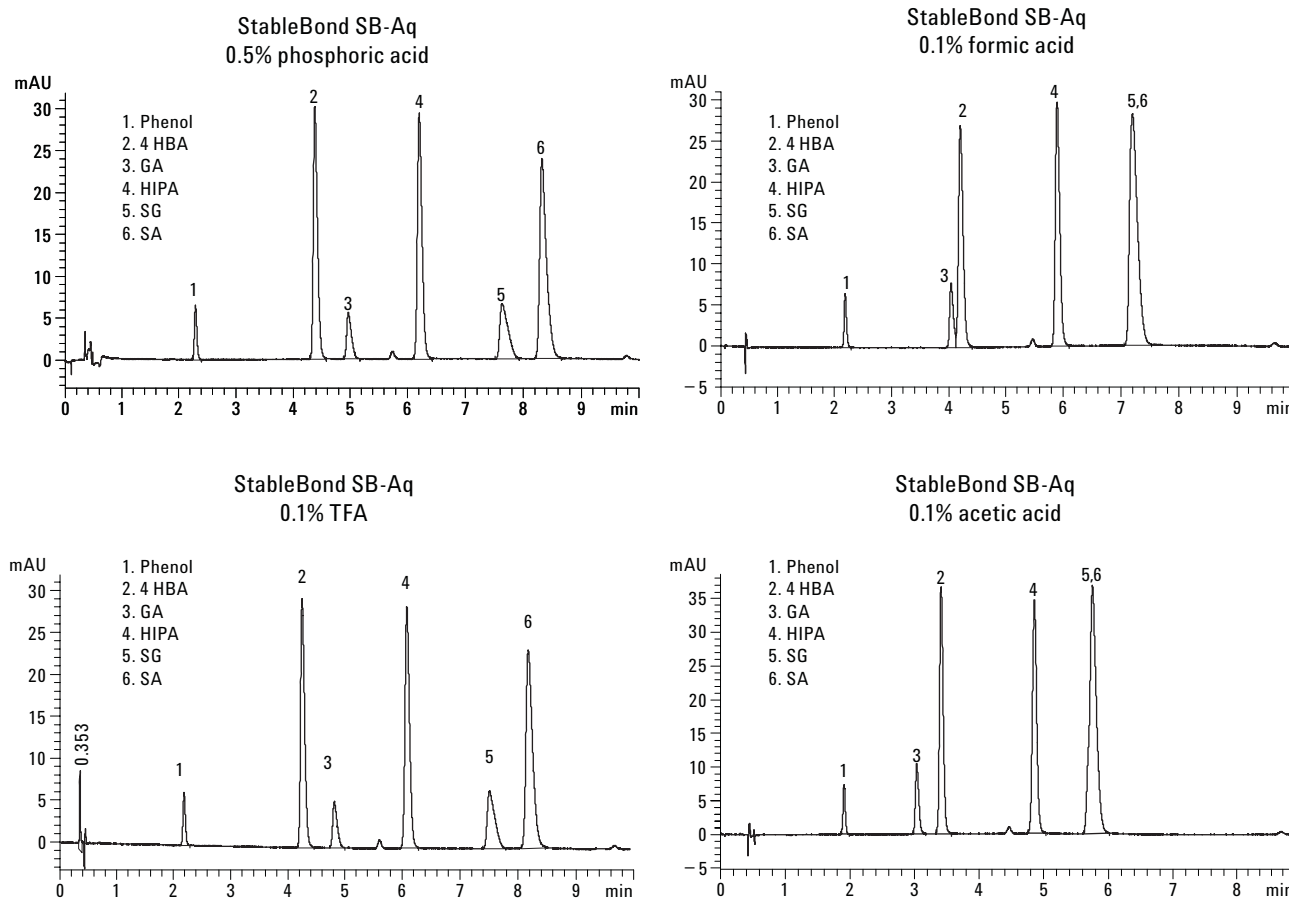 StableBond SB-Aq
0.5% phosphoric acid
mAU
30
25
20
15
10
5
0
1. Phenol
2. 4 HBA
3. GA
4. HIPA
5. SG
6. SA
1
2
3
4
5
6
0 1 2 3 4 5 6 7 8 9 min
StableBond SB-Aq
0.1% formic acid
mAU
30
25
20
15
10
5
0
−5
1. Phenol
2. 4 HBA
3. GA
4. HIPA
5. SG
6. SA
1
3
2
4
5,6
0 1 2 3 4 5 6 7 8 9 min
StableBond SB-Aq
0.1% TFA
mAU
30
25
20
15
10
5
0
1. Phenol
2. 4 HBA
3. GA
4. HIPA
5. SG
6. SA
0.353
1
2
3
4
5
6
0 1 2 3 4 5 6 7 8 min
StableBond SB-Aq
0.1% acetic acid
mAU
35
30
25
20
15
10
5
0
−5
1. Phenol
2. 4 HBA
3. GA
4. HIPA
5. SG
6. SA
1
3
2
4
5,6
0 1 2 3 4 5 6 7 8 min